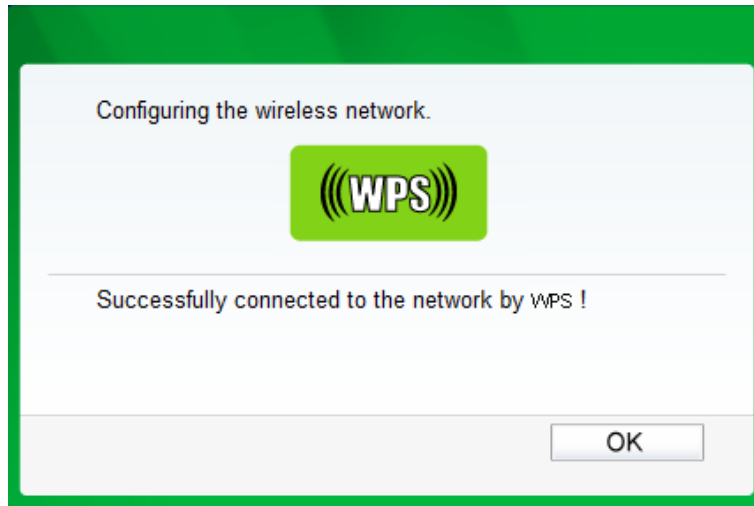 Configuring the wireless network.
(((WPS)))
Successfully connected to the network by WPS !
OK